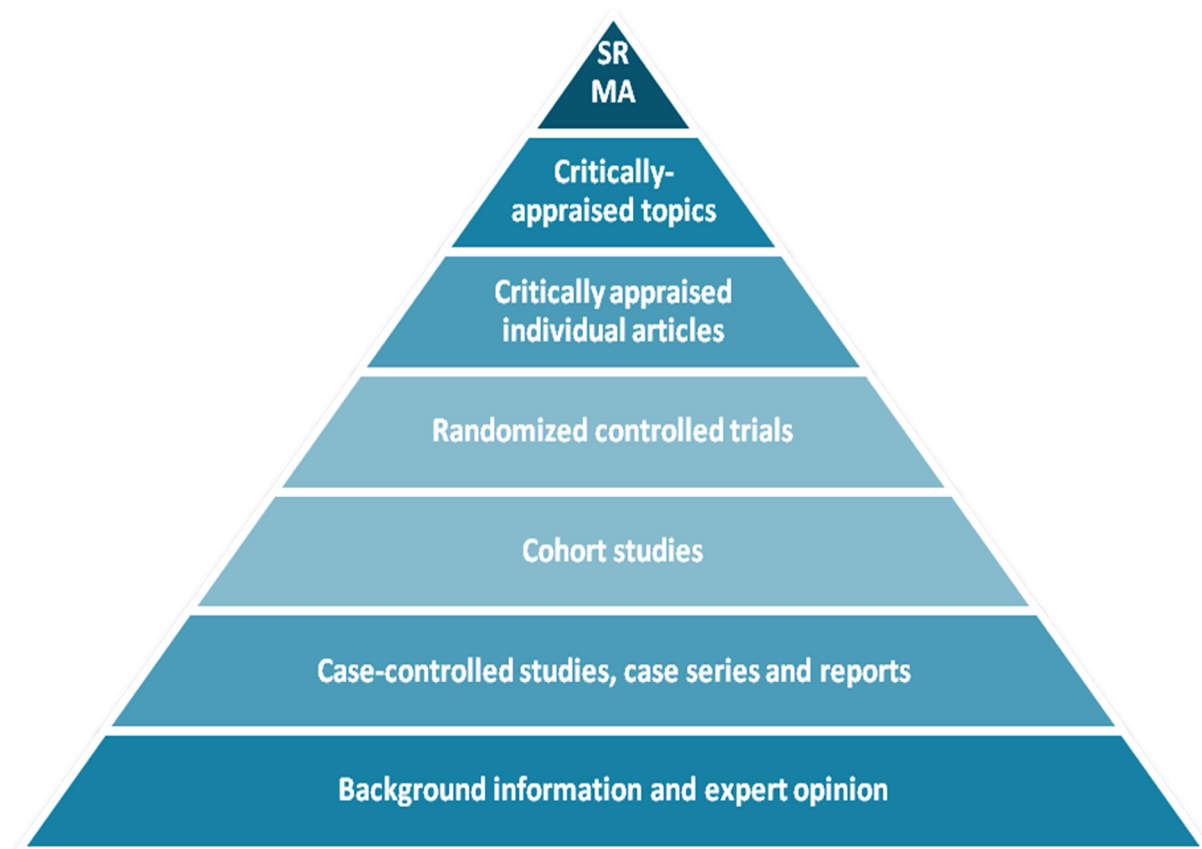 SR
MA
Critically-
appraised topics
Critically appraised
individual articles
Randomized controlled trials
Cohort studies
Case-controlled studies, case series and reports
Background information and expert opinion